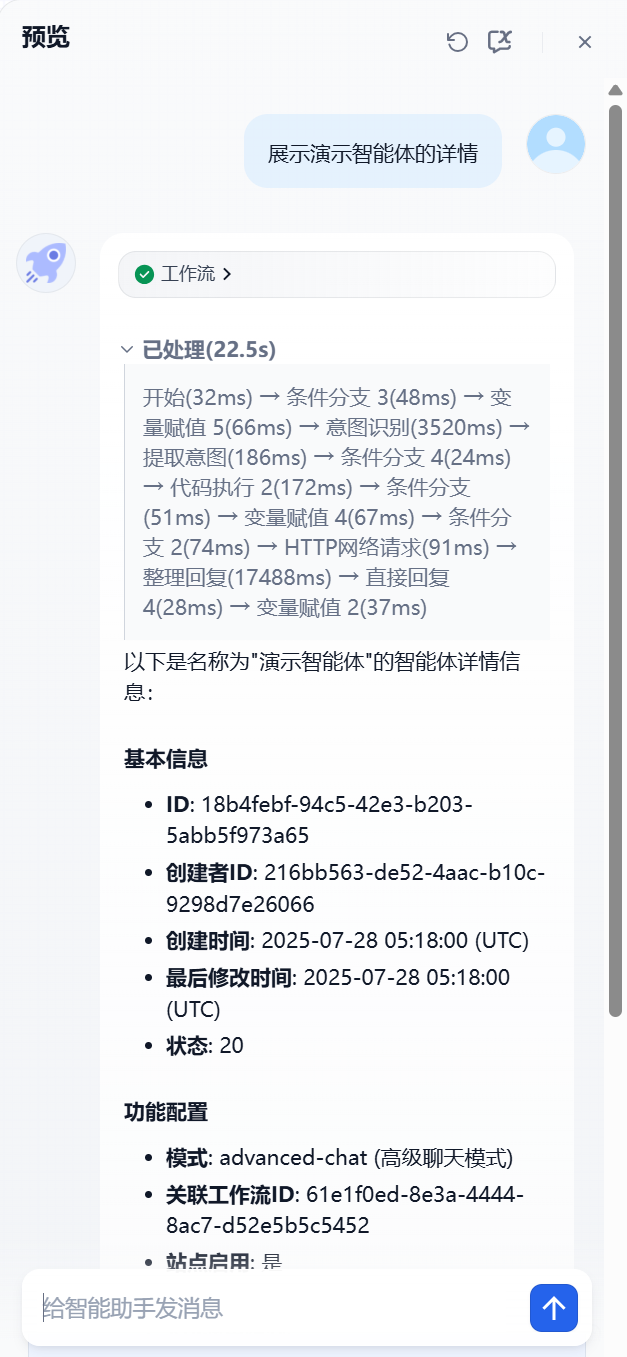 预览
展示演示智能体的详情
工作流
已处理(22.5s)
开始(32ms) → 条件分支 3(48ms) → 变
量赋值 5(66ms) → 意图识别(3520ms) →
提取意图(186ms) → 条件分支 4(24ms)
→ 代码执行 2(172ms) → 条件分支
(51ms) → 变量赋值 4(67ms) → 条件分
支 2(74ms) → HTTP网络请求(91ms) →
整理回复(17488ms) → 直接回复
4(28ms) → 变量赋值 2(37ms)
以下是名称为"演示智能体"的智能体详情信
息：
基本信息
• ID: 18b4febf-94c5-42e3-b203-
5abb5f973a65
• 创建者ID: 216bb563-de52-4aac-b10c-
9298d7e26066
• 创建时间: 2025-07-28 05:18:00 (UTC)
• 最后修改时间: 2025-07-28 05:18:00
(UTC)
• 状态: 20
功能配置
• 模式: advanced-chat (高级聊天模式)
• 关联工作流ID: 61e1f0ed-8e3a-4444-
8ac7-d52e5b5c5452
• 站点启用: 是
给智能助手发消息